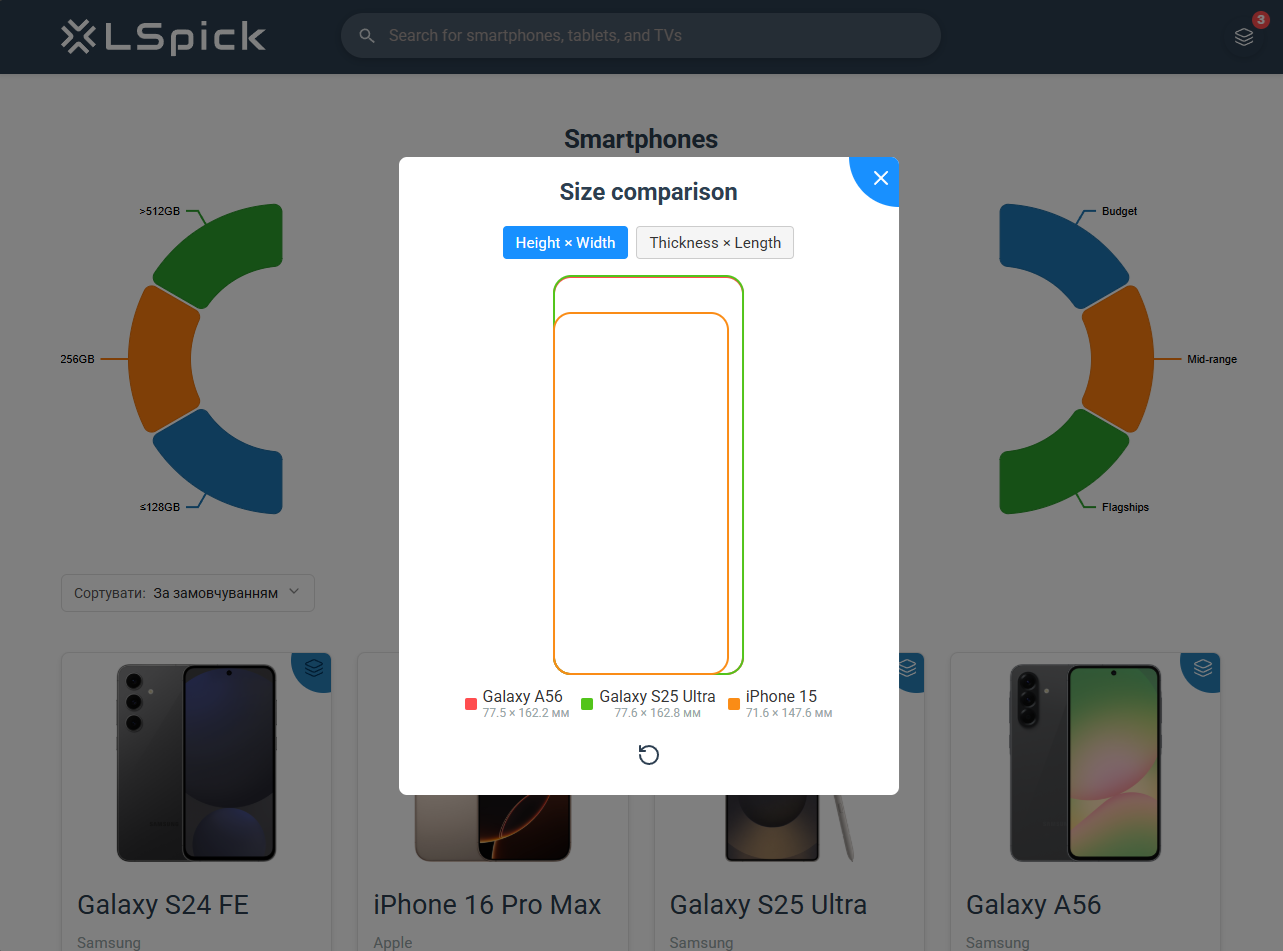 LSpick
Search for smartphones, tablets, and TVs
3
Smartphones
Size comparison
Height × Width
Thickness × Length
>512GB
256GB
≤128GB
Budget
Mid-range
Flagships
Galaxy A56
77.5 × 162.2 мм
Galaxy S25 Ultra
77.6 × 162.8 мм
iPhone 15
71.6 × 147.6 мм
Сортувати: За замовчуванням
Galaxy S24 FE
Samsung
iPhone 16 Pro Max
Apple
Galaxy S25 Ultra
Samsung
Galaxy A56
Samsung